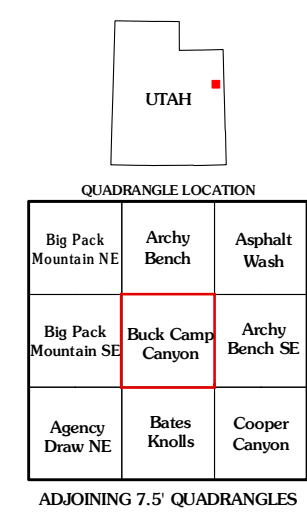 UTAH
QUADRANGLE LOCATION
Big Pack
Mountain NE
Archy
Bench
Asphalt
Wash
Big Pack
Mountain SE
Buck Camp
Canyon
Archy
Bench SE
Agency
Draw NE
Bates
Knolls
Cooper
Canyon
ADJOINING 7.5' QUADRANGLES